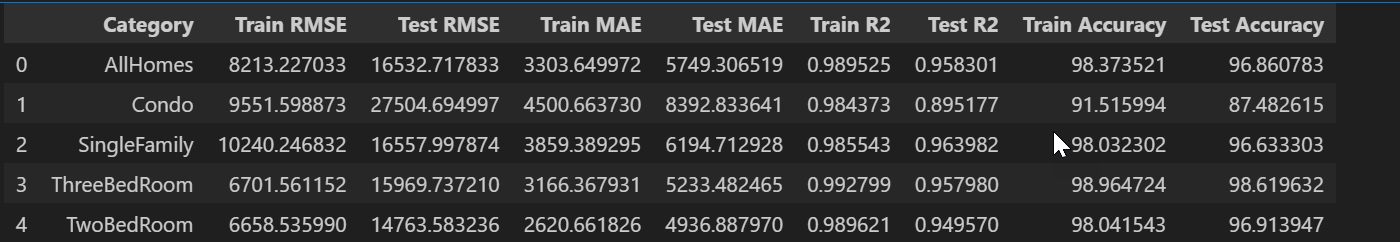 Category Train RMSE Test RMSE Train MAE Test MAE Train R2 Test R2 Train Accuracy Test Accuracy
0 AllHomes 8213.227033 16532.717833 3303.649972 5749.306519 0.989525 0.958301 98.373521 96.860783
1 Condo 9551.598873 27504.694997 4500.663730 8392.833641 0.984373 0.895177 91.515994 87.482615
2 SingleFamily 10240.246832 16557.997874 3859.389295 6194.712928 0.985543 0.963982 98.032302 96.633303
3 ThreeBedRoom 6701.561152 15969.737210 3166.367931 5233.482465 0.992799 0.957980 98.964724 98.619632
4 TwoBedRoom 6658.535990 14763.583236 2620.661826 4936.887970 0.989621 0.949570 98.041543 96.913947